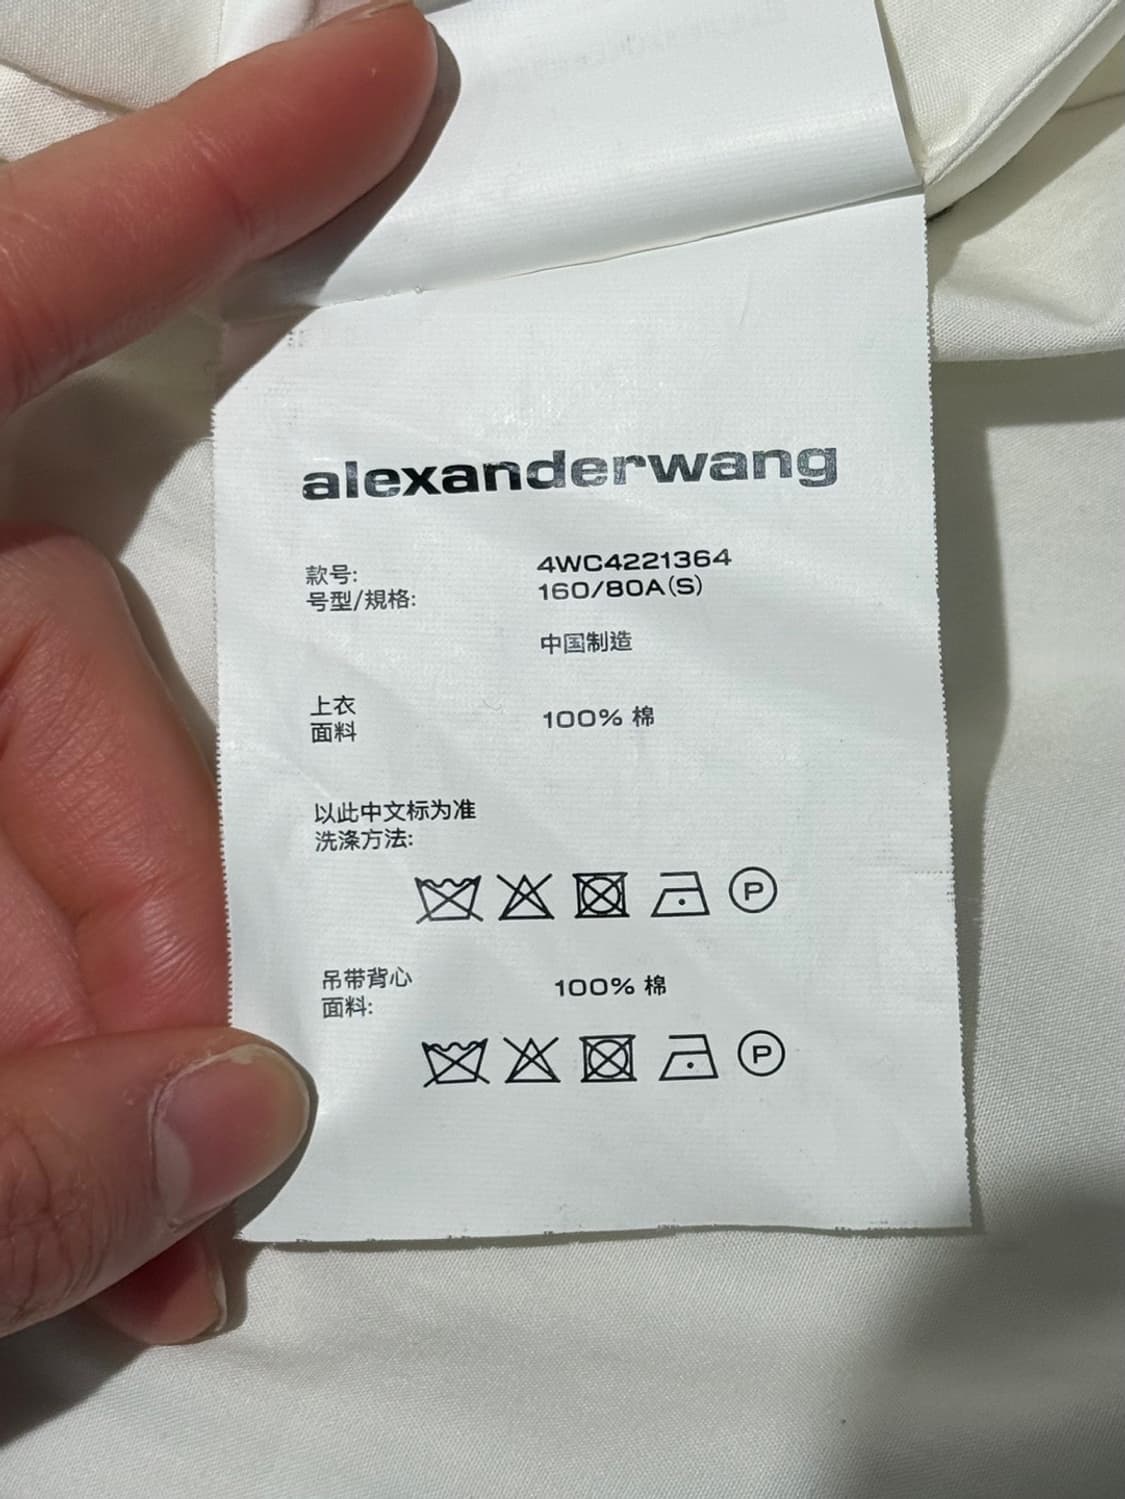 alexanderwang
款号: 4WC4221364
号型/規格: 160/80A(S)
中国制造
上衣
面料 100% 棉
以此中文标为准
洗涤方法:
P
吊带背心 100% 棉
面料:
P